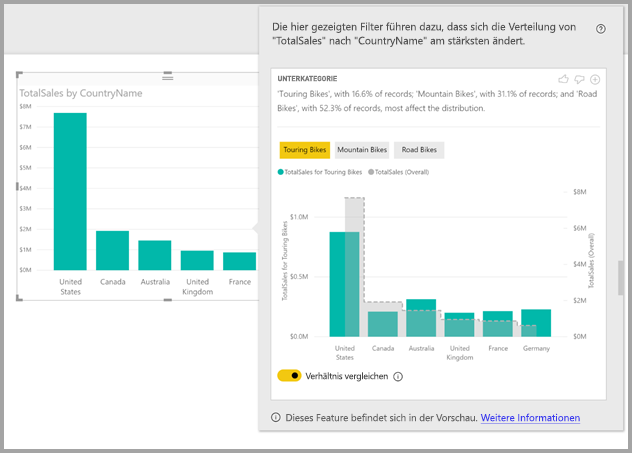 Die hier gezeigten Filter führen dazu, dass sich die Verteilung von
"TotalSales" nach "CountryName" am stärksten ändert.
TotalSales by CountryName
$8M
$7M
$6M
$5M
$4M
$3M
$2M
$1M
$0M
United States
Canada
Australia
United Kingdom
France
UNTERKATEGORIE
'Touring Bikes', with 16.6% of records; 'Mountain Bikes', with 31.1% of records; and 'Road
Bikes', with 52.3% of records, most affect the distribution.
Touring Bikes
Mountain Bikes
Road Bikes
TotalSales for Touring Bikes
TotalSales (Overall)
TotalSales for Touring Bikes
$1.0M
$0.5M
$0.0M
$8M
$6M
$4M
$2M
$0M
TotalSales (Overall)
United States
Canada
Australia
United Kingdom
France
Germany
Verhältnis vergleichen
Dieses Feature befindet sich in der Vorschau. Weitere Informationen